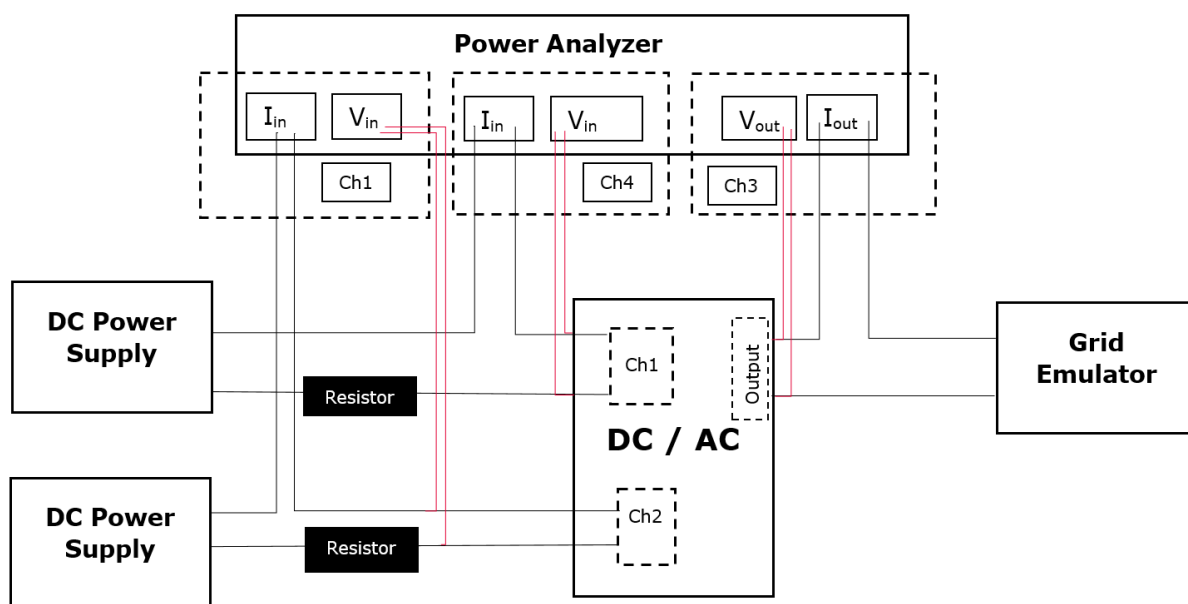 Power Analyzer
Iin
Vin
Iin
Vin
Vout
Iout
Ch1
Ch4
Ch3
DC Power
Supply
Resistor
Ch1
Output
DC / AC
Grid
Emulator
DC Power
Supply
Resistor
Ch2